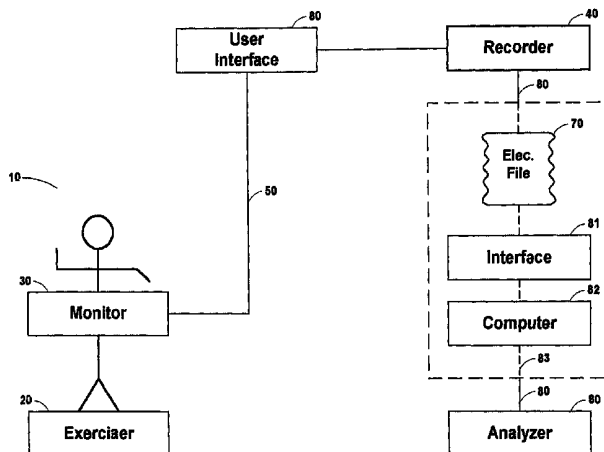 80
40
User
Interface
Recorder
80
70
Elec.
File
10
50
81
Interface
30
82
Monitor
Computer
83
20
80
80
Exerciaer
Analyzer